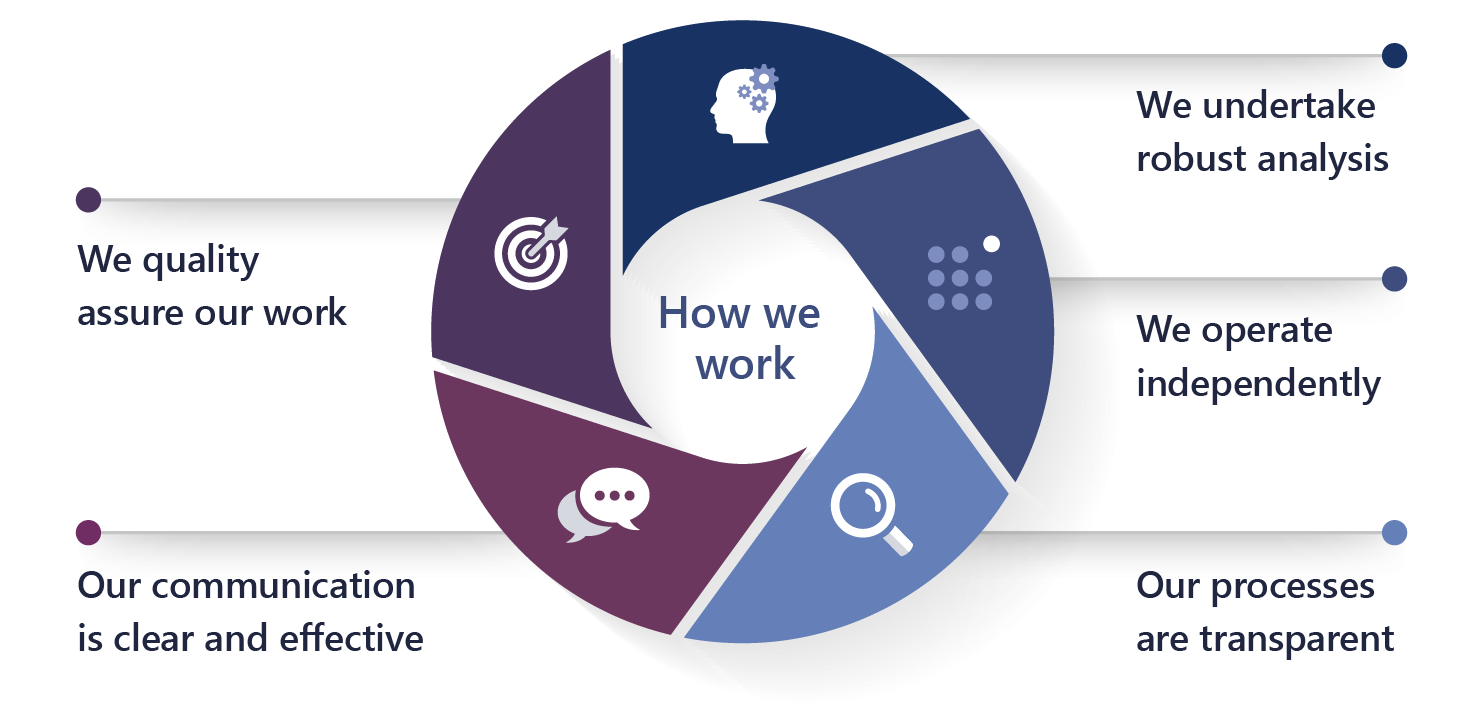 How we
work
We undertake
robust analysis
We operate
independently
Our processes
are transparent
Our communication
is clear and effective
We quality
assure our work